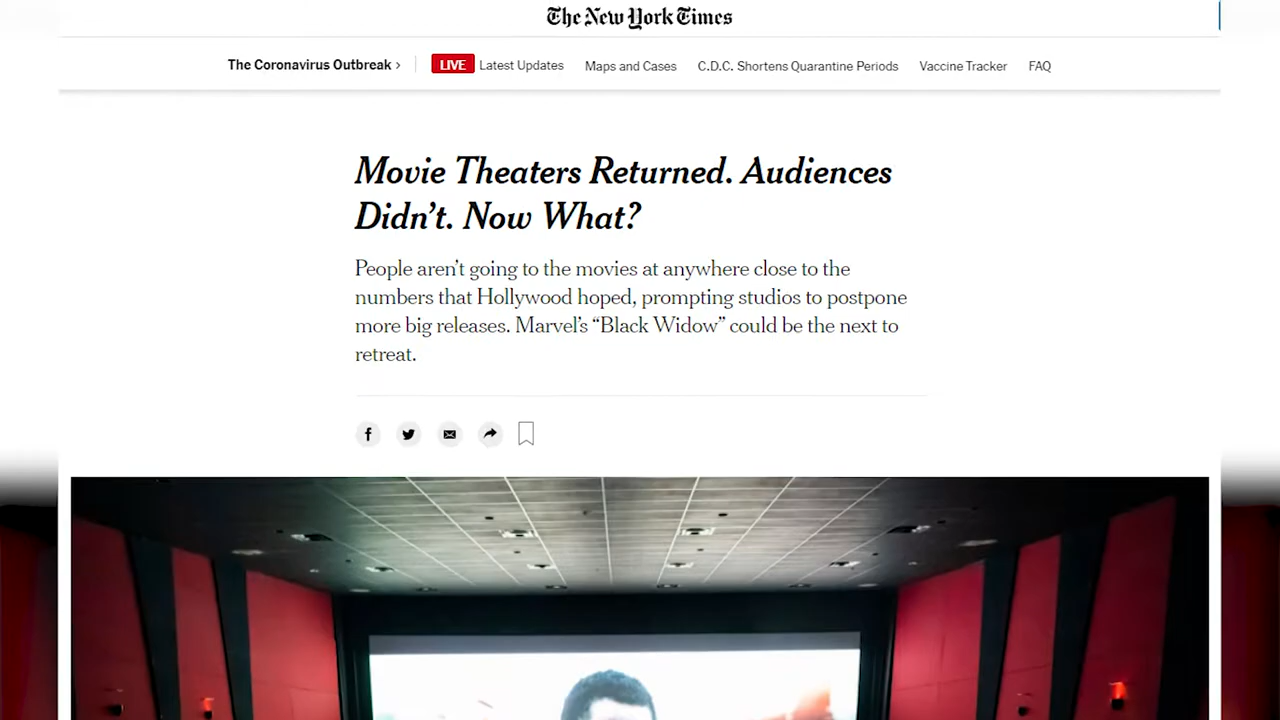 The New York Times
The Coronavirus Outbreak › LIVE Latest Updates Maps and Cases C.D.C. Shortens Quarantine Periods Vaccine Tracker FAQ
Movie Theaters Returned. Audiences
Didn’t. Now What?
People aren’t going to the movies at anywhere close to the
numbers that Hollywood hoped, prompting studios to postpone
more big releases. Marvel’s “Black Widow” could be the next to
retreat.